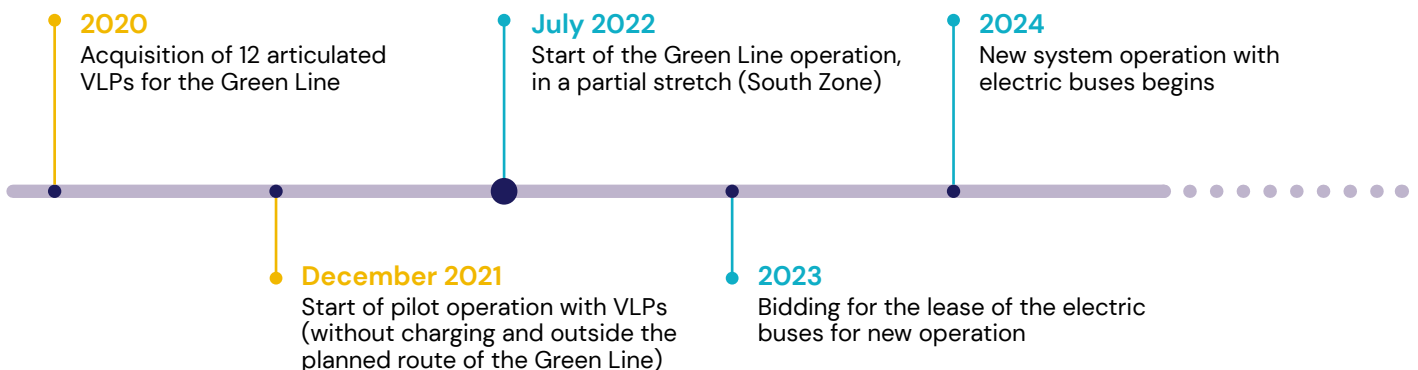 2020
Acquisition of 12 articulated
VLPs for the Green Line
December 2021
Start of pilot operation with VLPs
(without charging and outside the
planned route of the Green Line)
July 2022
Start of the Green Line operation,
in a partial stretch (South Zone)
2023
Bidding for the lease of the electric
buses for new operation
2024
New system operation with
electric buses begins